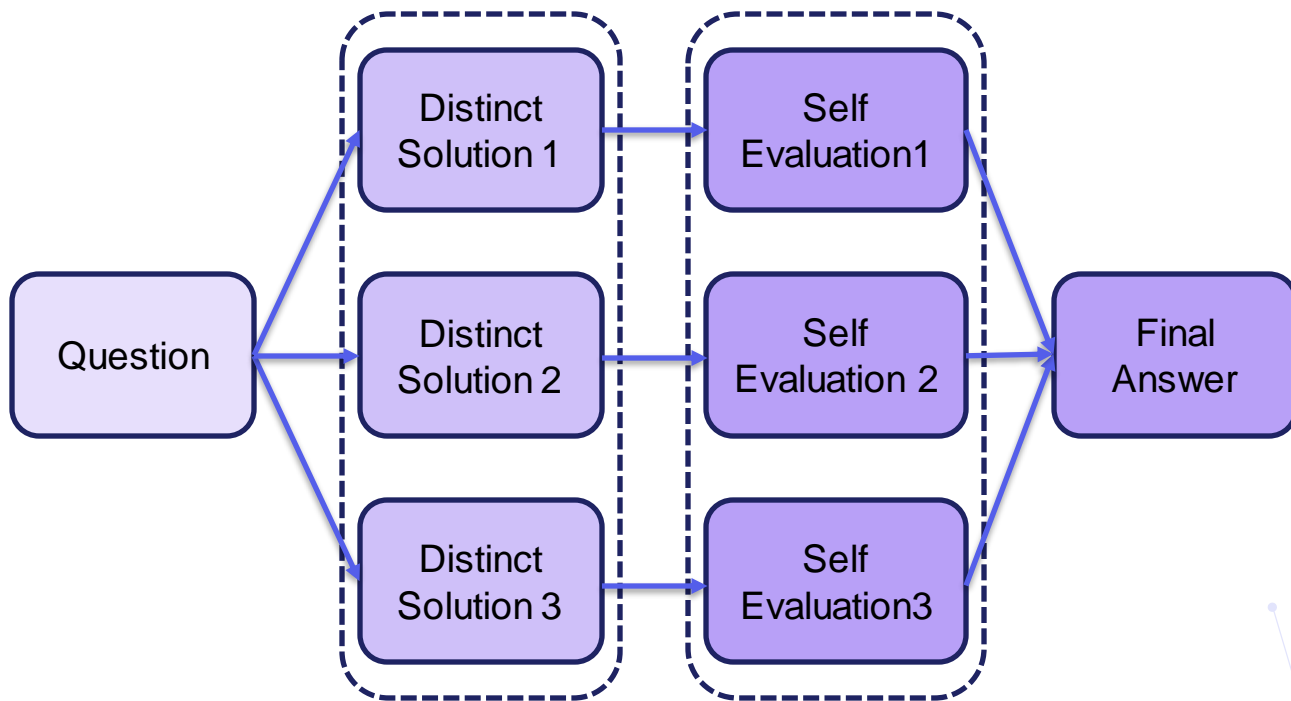 Distinct
Solution 1
Self
Evaluation1
Question
Distinct
Solution 2
Self
Evaluation 2
Final
Answer
Distinct
Solution 3
Self
Evaluation3